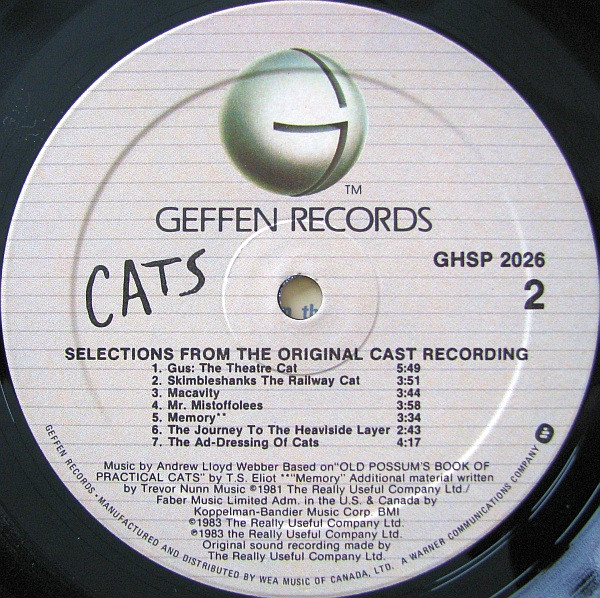 TM
GEFFEN RECORDS
CATS
GHSP 2026
2
SELECTIONS FROM THE ORIGINAL CAST RECORDING
1. Gus: The Theatre Cat 5:49
2. Skimbleshanks The Railway Cat 3:51
3. Macavity 3:44
4. Mr. Mistoffolees 3:58
5. Memory** 3:34
6. The Journey To The Heaviside Layer 2:43
7. The Ad-Dressing Of Cats 4:17
Music by Andrew Lloyd Webber Based on "OLD POSSUM'S BOOK OF
PRACTICAL CATS" by T.S. Eliot **"Memory" Additional material written
by Trevor Nunn Music ©1981 The Really Useful Company Ltd./
Faber Music Limited Adm. in the U.S. & Canada by
Koppelman-Bandier Music Corp. BMI
©1983 The Really Useful Company Ltd.
℗1983 the Really Useful Company Ltd.
Original sound recording made by
The Really Useful Company Ltd.
GEFFEN RECORDS • MANUFACTURED AND DISTRIBUTED BY WEA MUSIC OF CANADA, LTD. A WARNER COMMUNICATIONS COMPANY